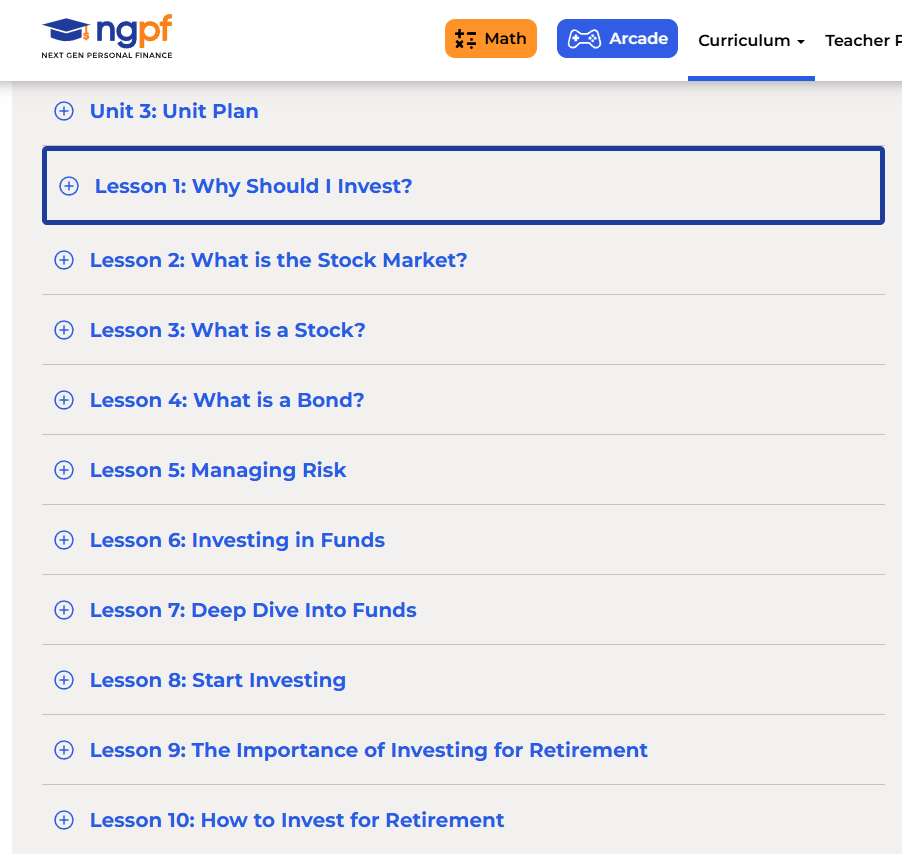 ngpf
NEXT GEN PERSONAL FINANCE
Math
Arcade
Curriculum
Teacher
Unit 3: Unit Plan
Lesson 1: Why Should I Invest?
Lesson 2: What is the Stock Market?
Lesson 3: What is a Stock?
Lesson 4: What is a Bond?
Lesson 5: Managing Risk
Lesson 6: Investing in Funds
Lesson 7: Deep Dive Into Funds
Lesson 8: Start Investing
Lesson 9: The Importance of Investing for Retirement
Lesson 10: How to Invest for Retirement